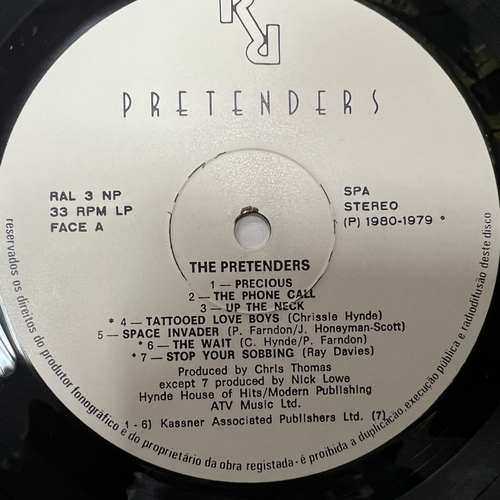 PRETENDERS
RAL 3 NP
33 RPM LP
FACE A
SPA
STEREO
(P) 1980-1979 *
THE PRETENDERS
1 — PRECIOUS
2 — THE PHONE CALL
3 — UP THE NECK
* 4 — TATTOOED LOVE BOYS (Chrissie Hynde)
5 — SPACE INVADER (P. Farndon/J. Honeyman-Scott)
* 6 — THE WAIT (C. Hynde/P. Farndon)
* 7 — STOP YOUR SOBBING (Ray Davies)
Produced by Chris Thomas
except 7 produced by Nick Lowe
Hynde House of Hits/Modern Publishing
ATV Music Ltd.
1 - 6) Kassner Associated Publishers Ltd. (7)
reservados os direitos do produtor fonográfico e do proprietário da obra registada - é proibida a duplicação, execução pública e radiodifusão deste disco